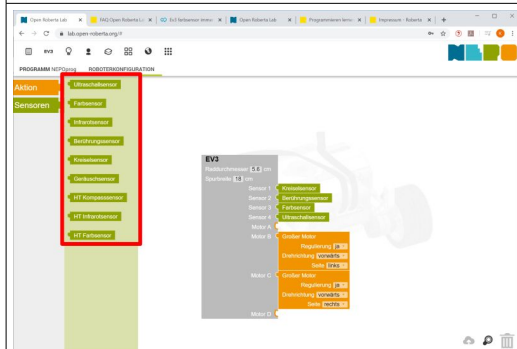 Open Roberta Lab
FAQ Open Roberta La
Ev3 farbsensor immer
Open Roberta Lab
Programmieren lernen
Impressum - Roberta
lab.open-roberta.org/#
EV3
NEPO
PROGRAMM NEPOprog
ROBOTERKONFIGURATION
Aktion
Sensoren
Ultraschallsensor
Farbsensor
Infrarotsensor
Berührungssensor
Kreiselsensor
Geräuschsensor
HT Kompasssensor
HT Infrarotsensor
HT Farbsensor
EV3
Raddurchmesser 5.6 cm
Spurbreite 18 cm
Sensor 1 Kreiselsensor
Sensor 2 Berührungssensor
Sensor 3 Farbsensor
Sensor 4 Ultraschallsensor
Motor A
Motor B Großer Motor
Regulierung ja
Drehrichtung vorwärts
Seite links
Motor C Großer Motor
Regulierung ja
Drehrichtung vorwärts
Seite rechts
Motor D